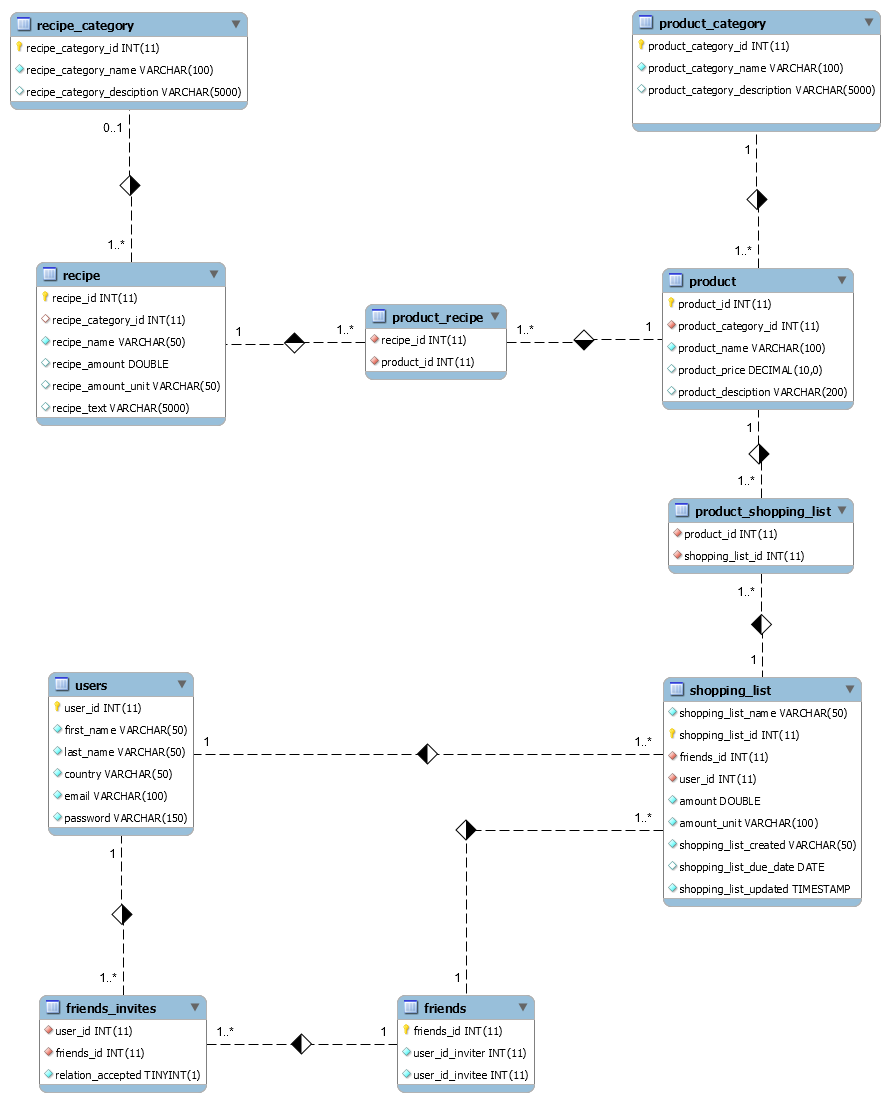 recipe_category
recipe_category_id INT(11)
recipe_category_name VARCHAR(100)
recipe_category_desciption VARCHAR(5000)
product_category
product_category_id INT(11)
product_category_name VARCHAR(100)
product_category_description VARCHAR(5000)
0..1
1..*
1
1..*
recipe
recipe_id INT(11)
recipe_category_id INT(11)
recipe_name VARCHAR(50)
recipe_amount DOUBLE
recipe_amount_unit VARCHAR(50)
recipe_text VARCHAR(5000)
1
1..*
product_recipe
recipe_id INT(11)
product_id INT(11)
1..*
1
product
product_id INT(11)
product_category_id INT(11)
product_name VARCHAR(100)
product_price DECIMAL(10,0)
product_desciption VARCHAR(200)
1
1..*
product_shopping_list
product_id INT(11)
shopping_list_id INT(11)
1..*
1
users
user_id INT(11)
first_name VARCHAR(50)
last_name VARCHAR(50)
country VARCHAR(50)
email VARCHAR(100)
password VARCHAR(150)
1
1..*
shopping_list
shopping_list_name VARCHAR(50)
shopping_list_id INT(11)
friends_id INT(11)
user_id INT(11)
amount DOUBLE
amount_unit VARCHAR(100)
shopping_list_created VARCHAR(50)
shopping_list_due_date DATE
shopping_list_updated TIMESTAMP
1..*
1
1
1..*
friends_invites
user_id INT(11)
friends_id INT(11)
relation_accepted TINYINT(1)
1..*
1
friends
friends_id INT(11)
user_id_inviter INT(11)
user_id_invitee INT(11)